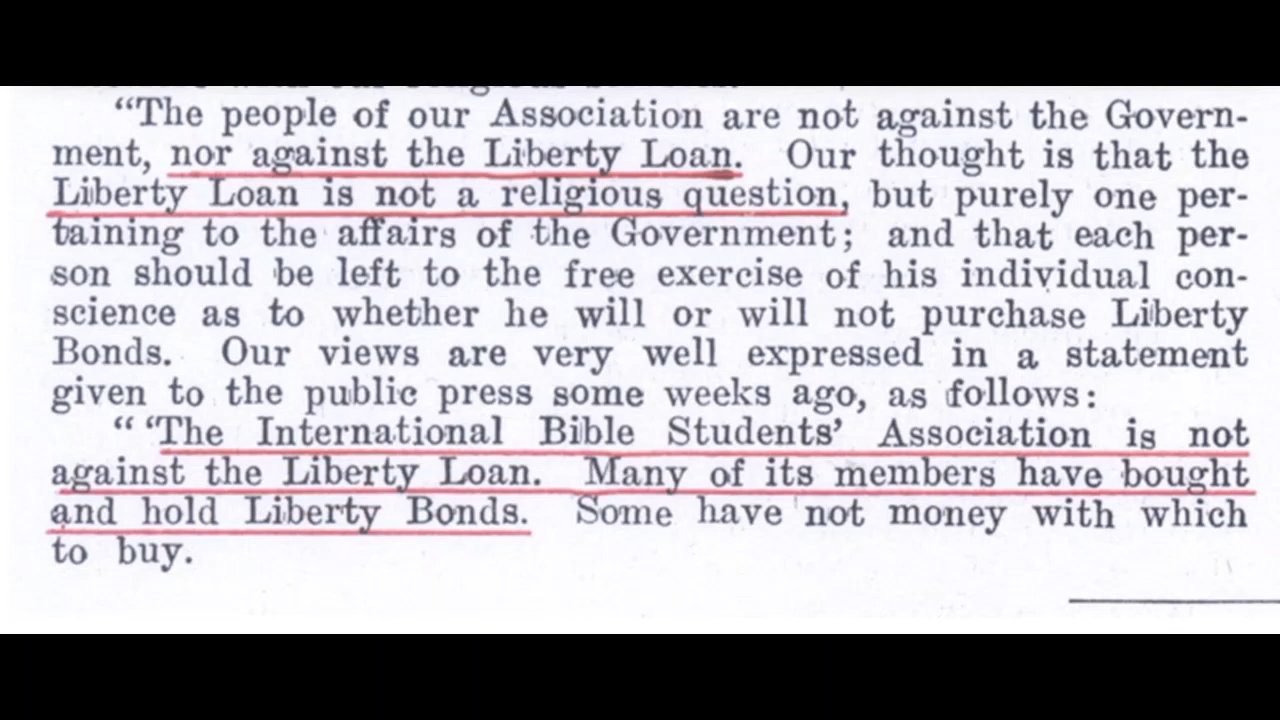 “The people of our Association are not against the Govern-
ment, nor against the Liberty Loan. Our thought is that the
Liberty Loan is not a religious question, but purely one per-
taining to the affairs of the Government; and that each per-
son should be left to the free exercise of his individual con-
science as to whether he will or will not purchase Liberty
Bonds. Our views are very well expressed in a statement
given to the public press some weeks ago, as follows:
“ ‘The International Bible Students’ Association is not
against the Liberty Loan. Many of its members have bought
and hold Liberty Bonds. Some have not money with which
to buy.